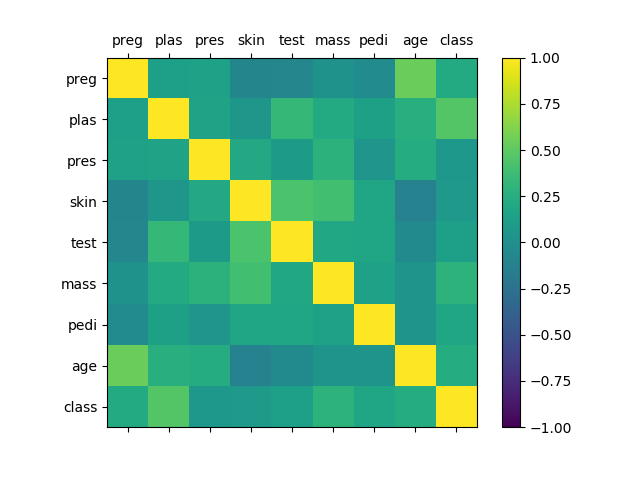 preg plas pres skin test mass pedi age class
preg
plas
pres
skin
test
mass
pedi
age
class
1.00
0.75
0.50
0.25
0.00
−0.25
−0.50
−0.75
−1.00